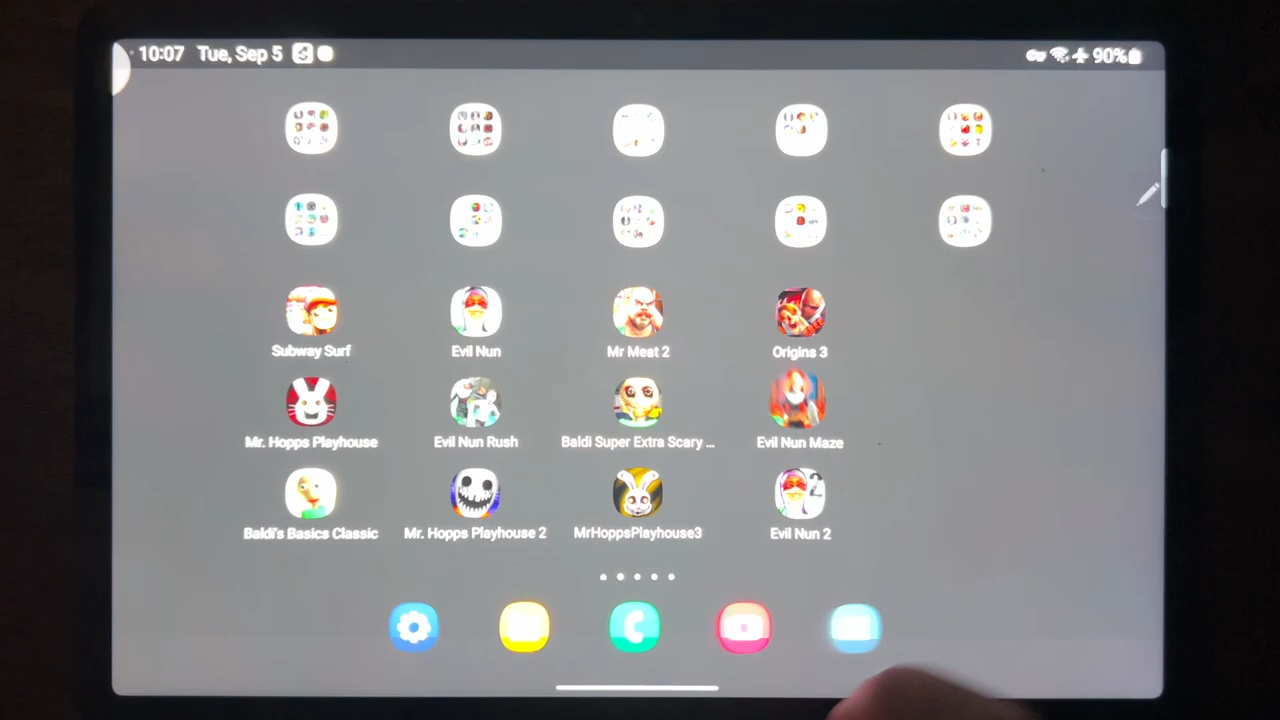 10:07 Tue, Sep 5
90%
Subway Surf
Evil Nun
Mr Meat 2
Origins 3
Mr. Hopps Playhouse
Evil Nun Rush
Baldi Super Extra Scary ...
Evil Nun Maze
2
Baldi's Basics Classic
Mr. Hopps Playhouse 2
MrHoppsPlayhouse3
Evil Nun 2